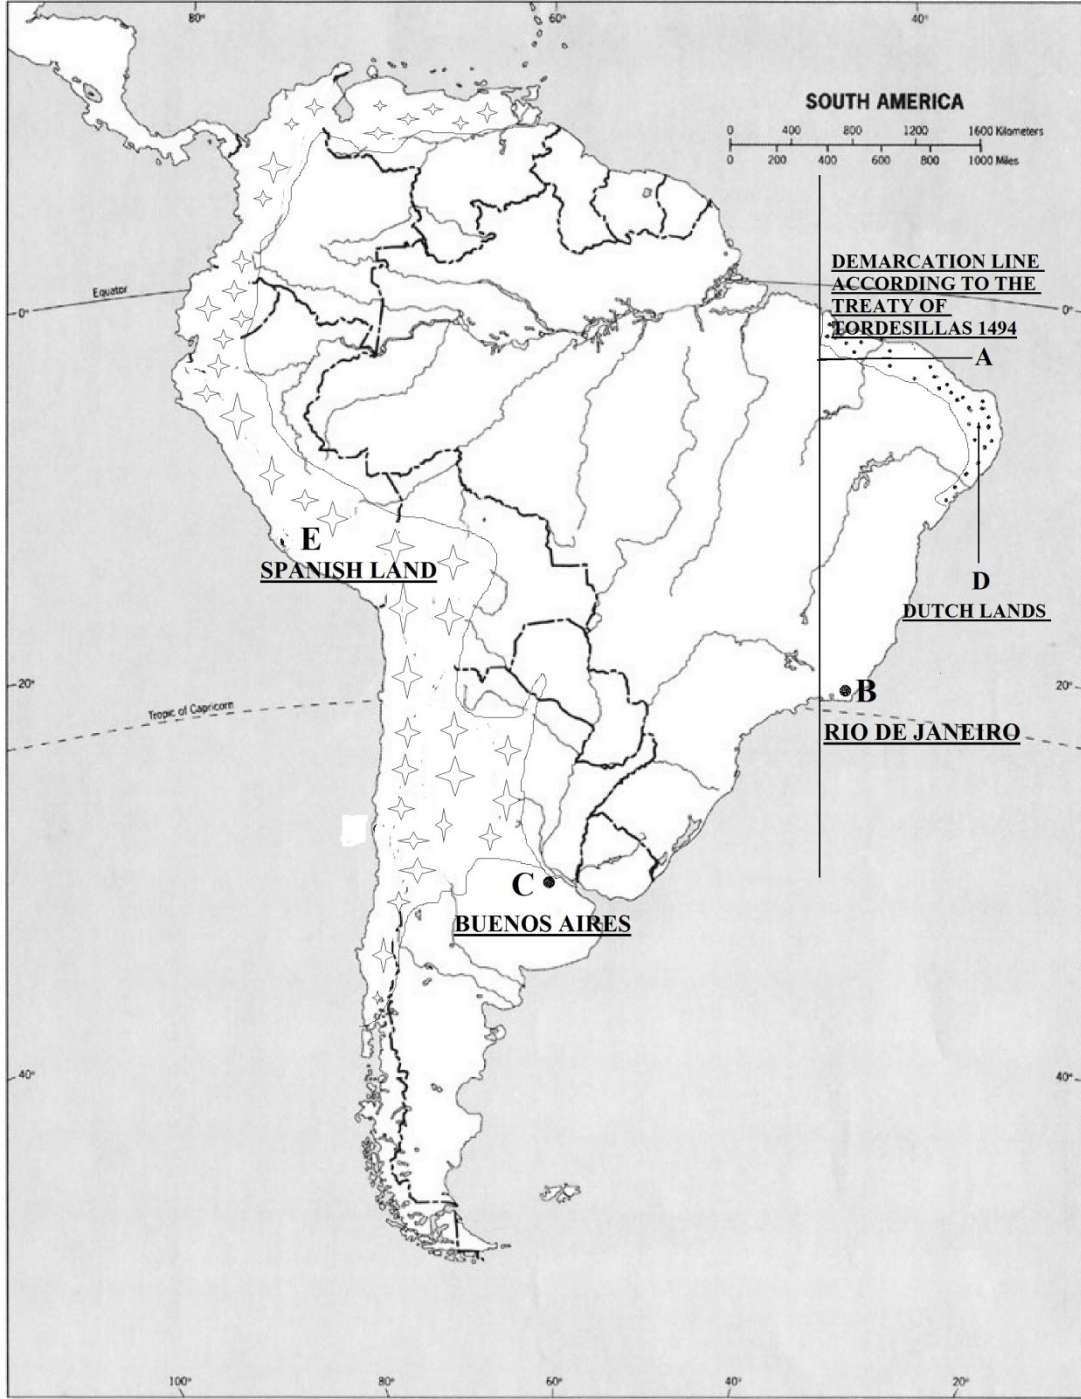 80°
60°
40°
SOUTH AMERICA
0 400 800 1200 1600 Kilometers
0 200 400 600 800 1000 Miles
DEMARCATION LINE
ACCORDING TO THE
TREATY OF
TORDESILLAS 1494
Equator
0°
0°
A
E
SPANISH LAND
D
DUTCH LANDS
20°
20°
B
Tropic of Capricorn
RIO DE JANEIRO
C
BUENOS AIRES
40°
40°
100°
80°
60°
40°
20°